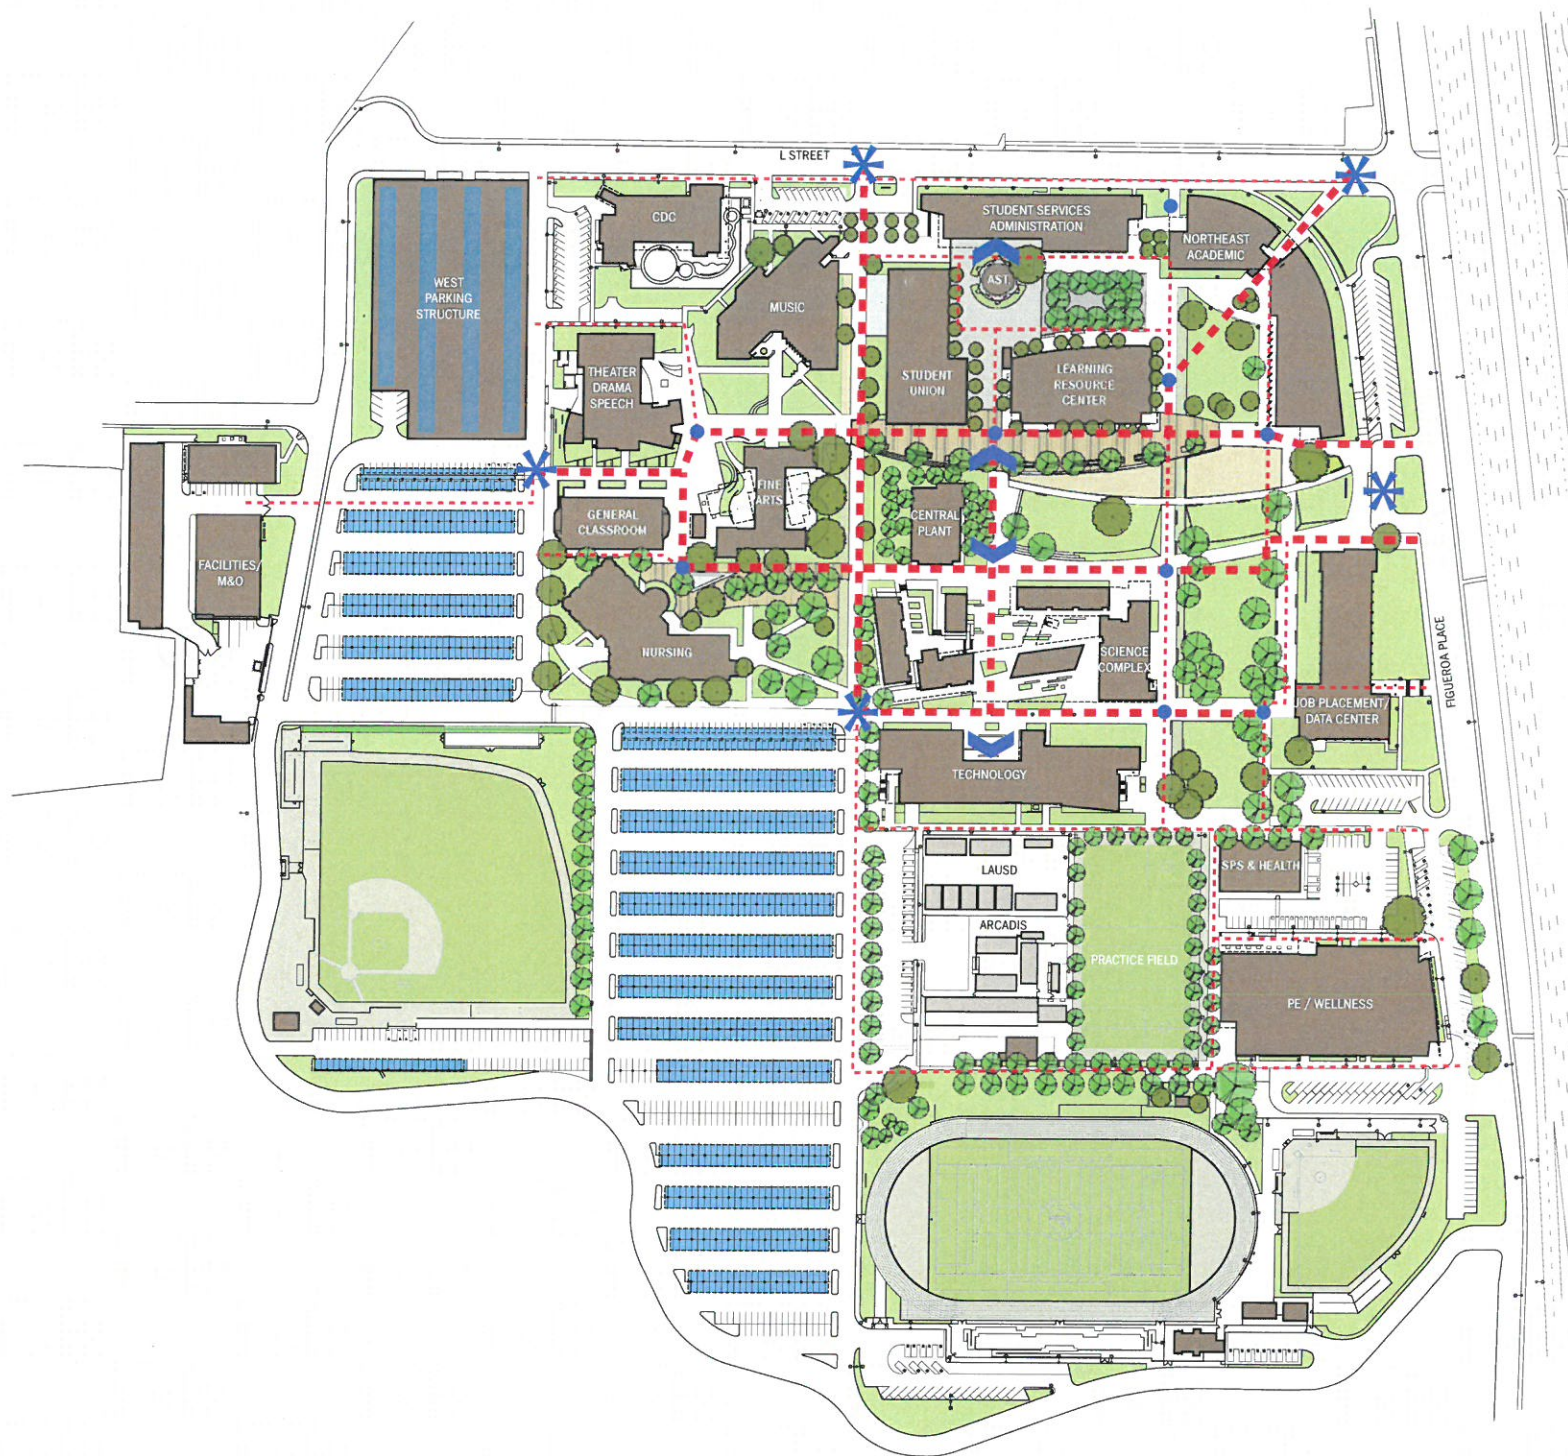 L STREET
CDC
STUDENT SERVICES
ADMINISTRATION
NORTHEAST
ACADEMIC
WEST
PARKING
STRUCTURE
MUSIC
AST
THEATER
DRAMA
SPEECH
STUDENT
UNION
LEARNING
RESOURCE
CENTER
FINE
ARTS
GENERAL
CLASSROOM
CENTRAL
PLANT
FACILITIES/
M&O
NURSING
SCIENCE
COMPLEX
FIGUEROA PLACE
JOB PLACEMENT/
DATA CENTER
TECHNOLOGY
LAUSD
SPS & HEALTH
ARCADIS
PRACTICE FIELD
PE / WELLNESS